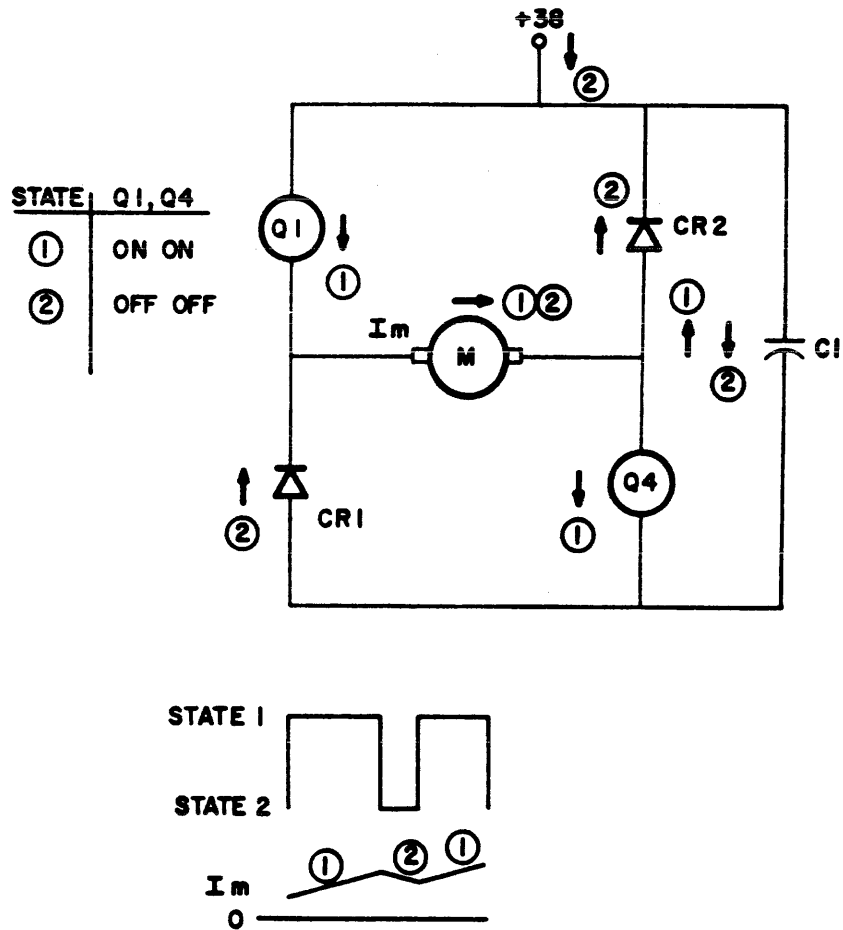 +38
②
STATE Q1,Q4
① ON ON
② OFF OFF
Q1
①
②
CR2
Im
①②
M
①
②
C1
②
CR1
Q4
①
STATE 1
STATE 2
① ② ①
Im
0